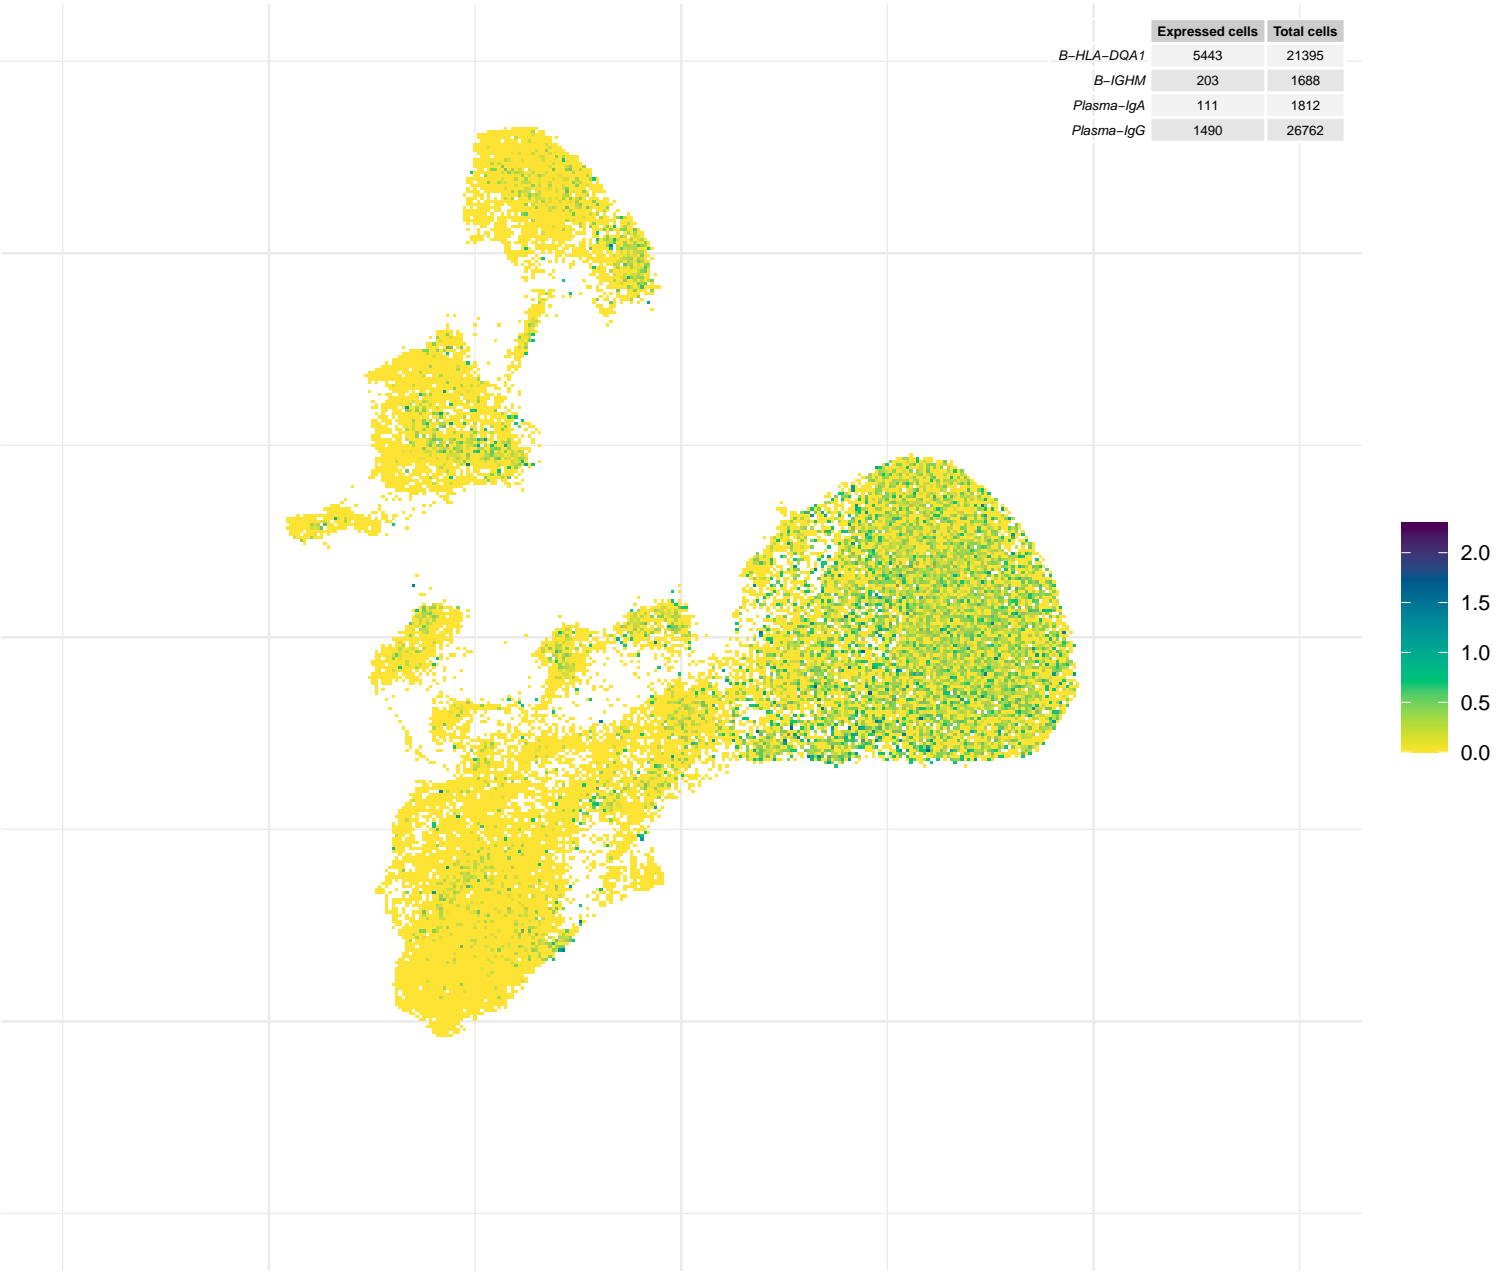 Expressed cells Total cells
B−HLA−DQA1 5443 21395
B−IGHM 203 1688
Plasma−IgA 111 1812
Plasma−IgG 1490 26762
2.0
1.5
1.0
0.5
0.0